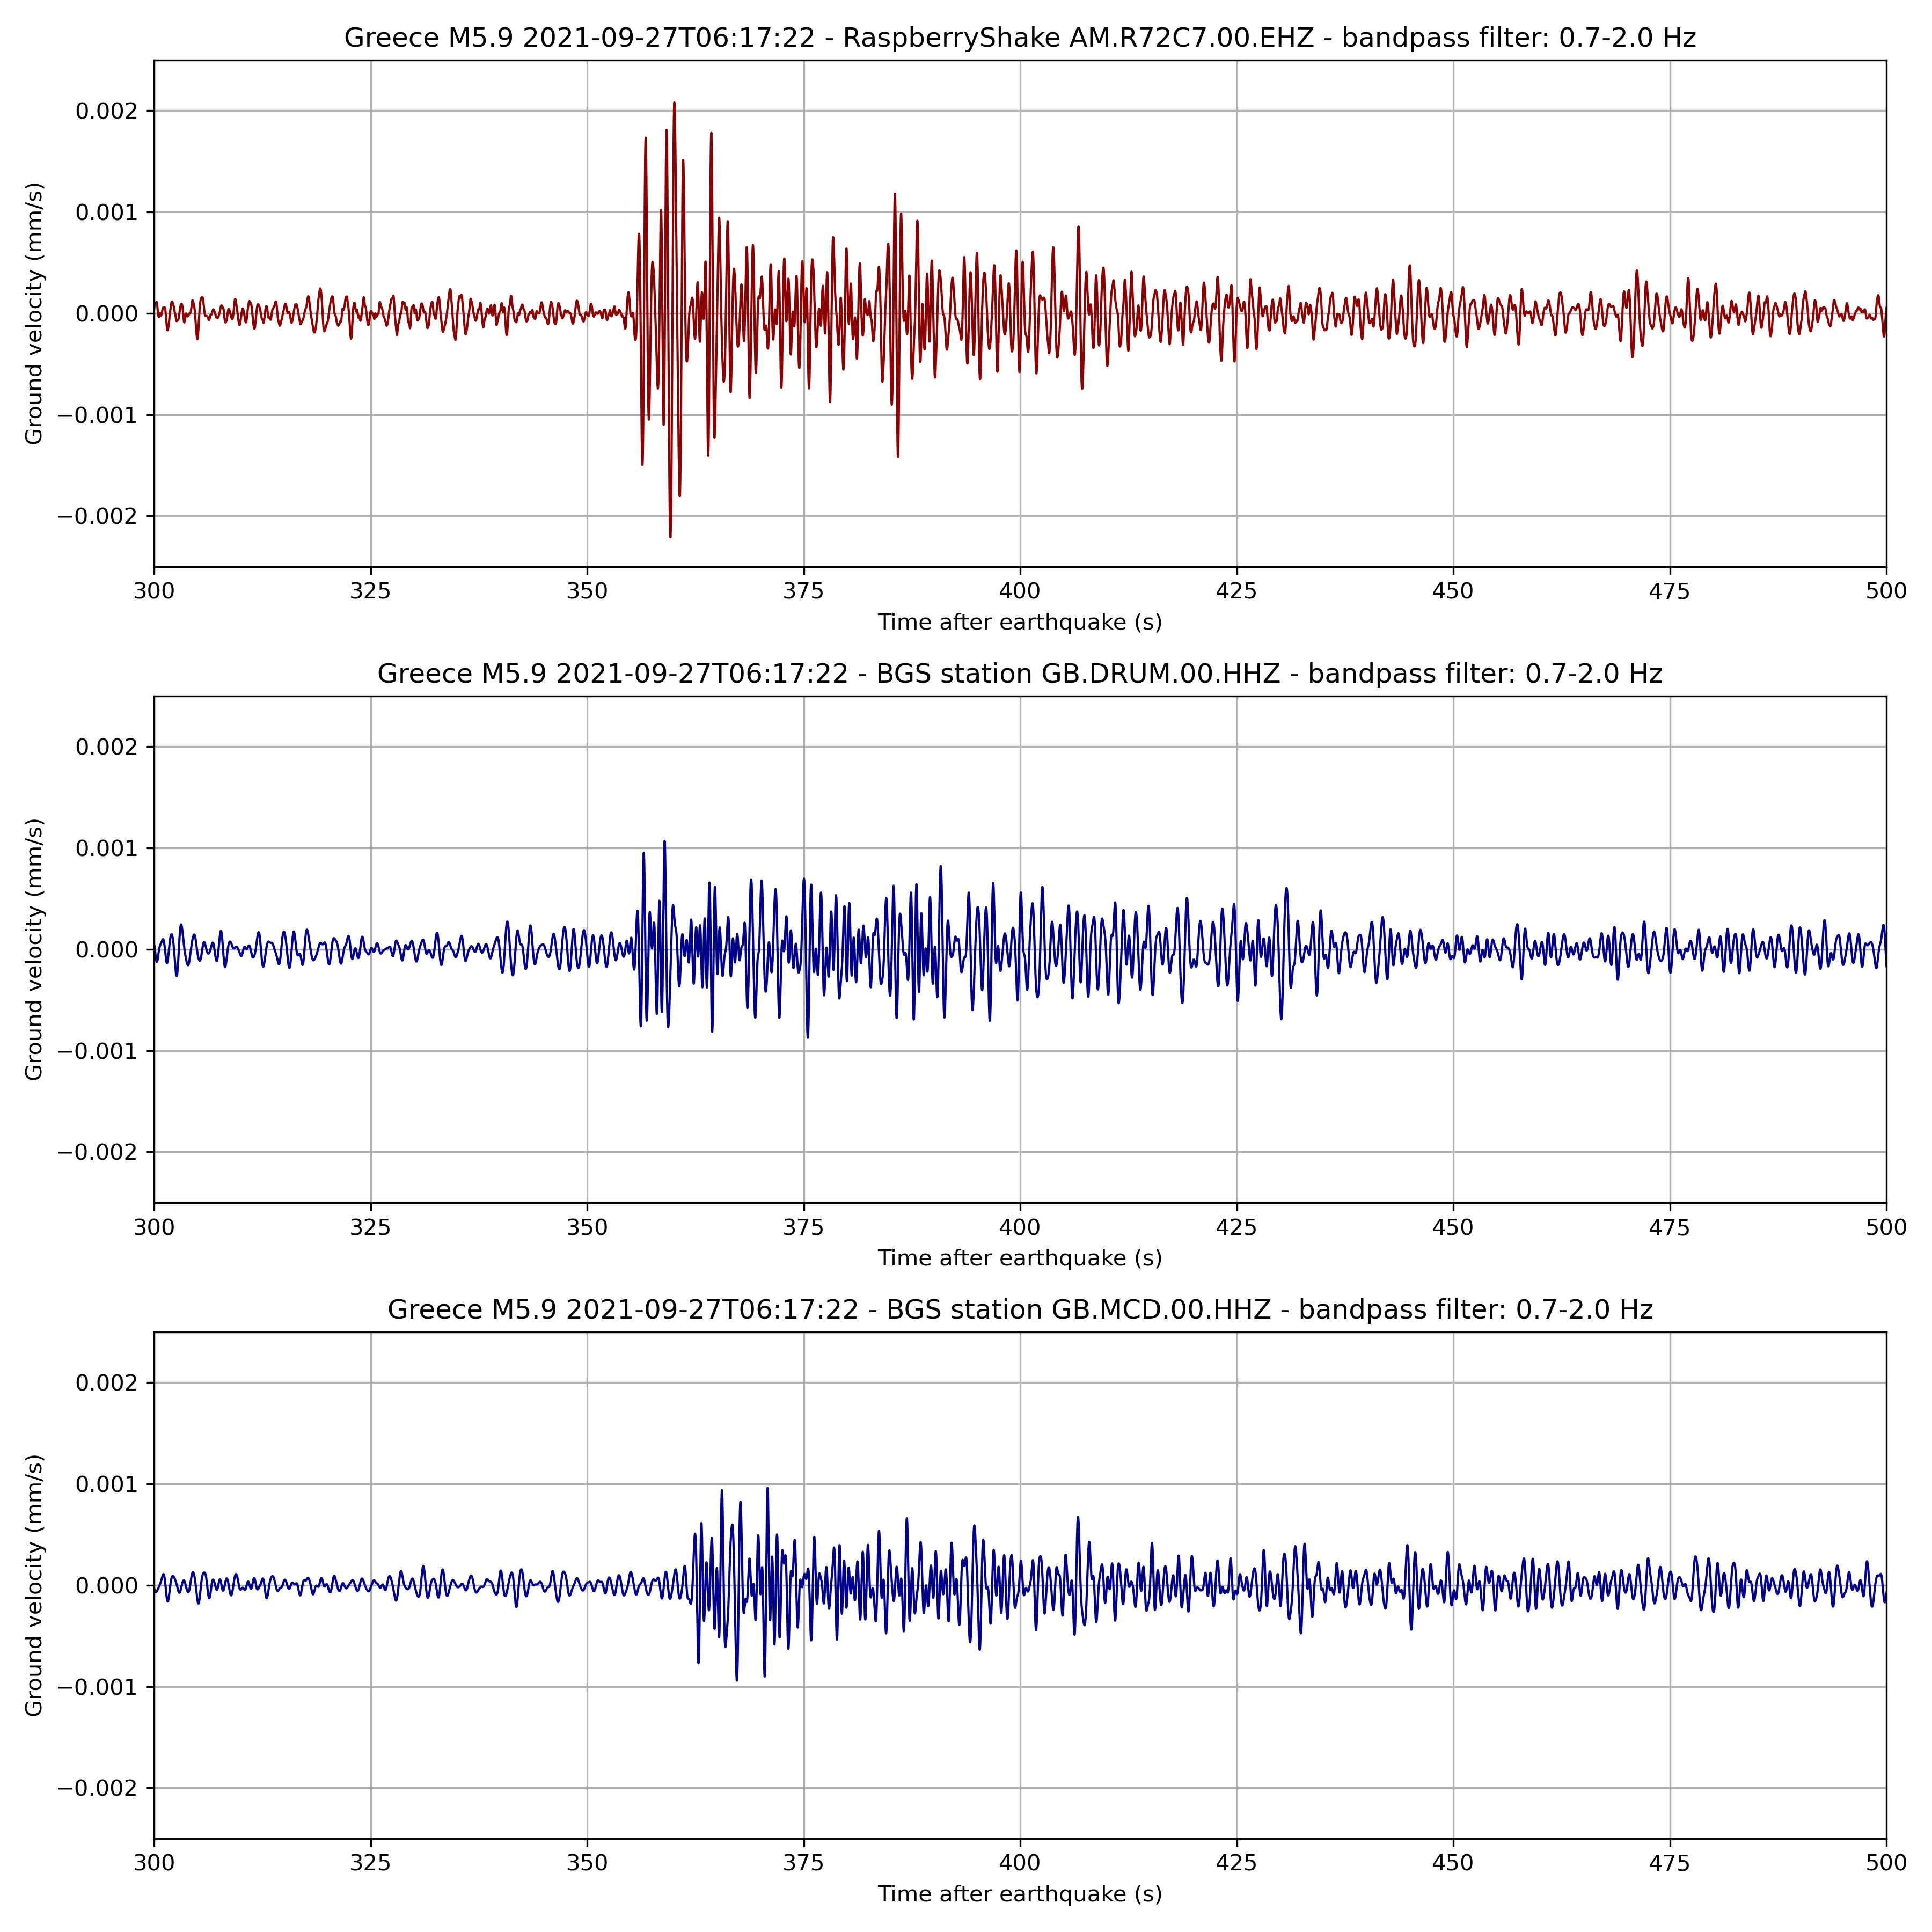 Greece M5.9 2021-09-27T06:17:22 - RaspberryShake AM.R72C7.00.EHZ - bandpass filter: 0.7-2.0 Hz
Ground velocity (mm/s)
0.002
0.001
0.000
−0.001
−0.002
300 325 350 375 400 425 450 475 500
Time after earthquake (s)
Greece M5.9 2021-09-27T06:17:22 - BGS station GB.DRUM.00.HHZ - bandpass filter: 0.7-2.0 Hz
Ground velocity (mm/s)
0.002
0.001
0.000
−0.001
−0.002
300 325 350 375 400 425 450 475 500
Time after earthquake (s)
Greece M5.9 2021-09-27T06:17:22 - BGS station GB.MCD.00.HHZ - bandpass filter: 0.7-2.0 Hz
Ground velocity (mm/s)
0.002
0.001
0.000
−0.001
−0.002
300 325 350 375 400 425 450 475 500
Time after earthquake (s)